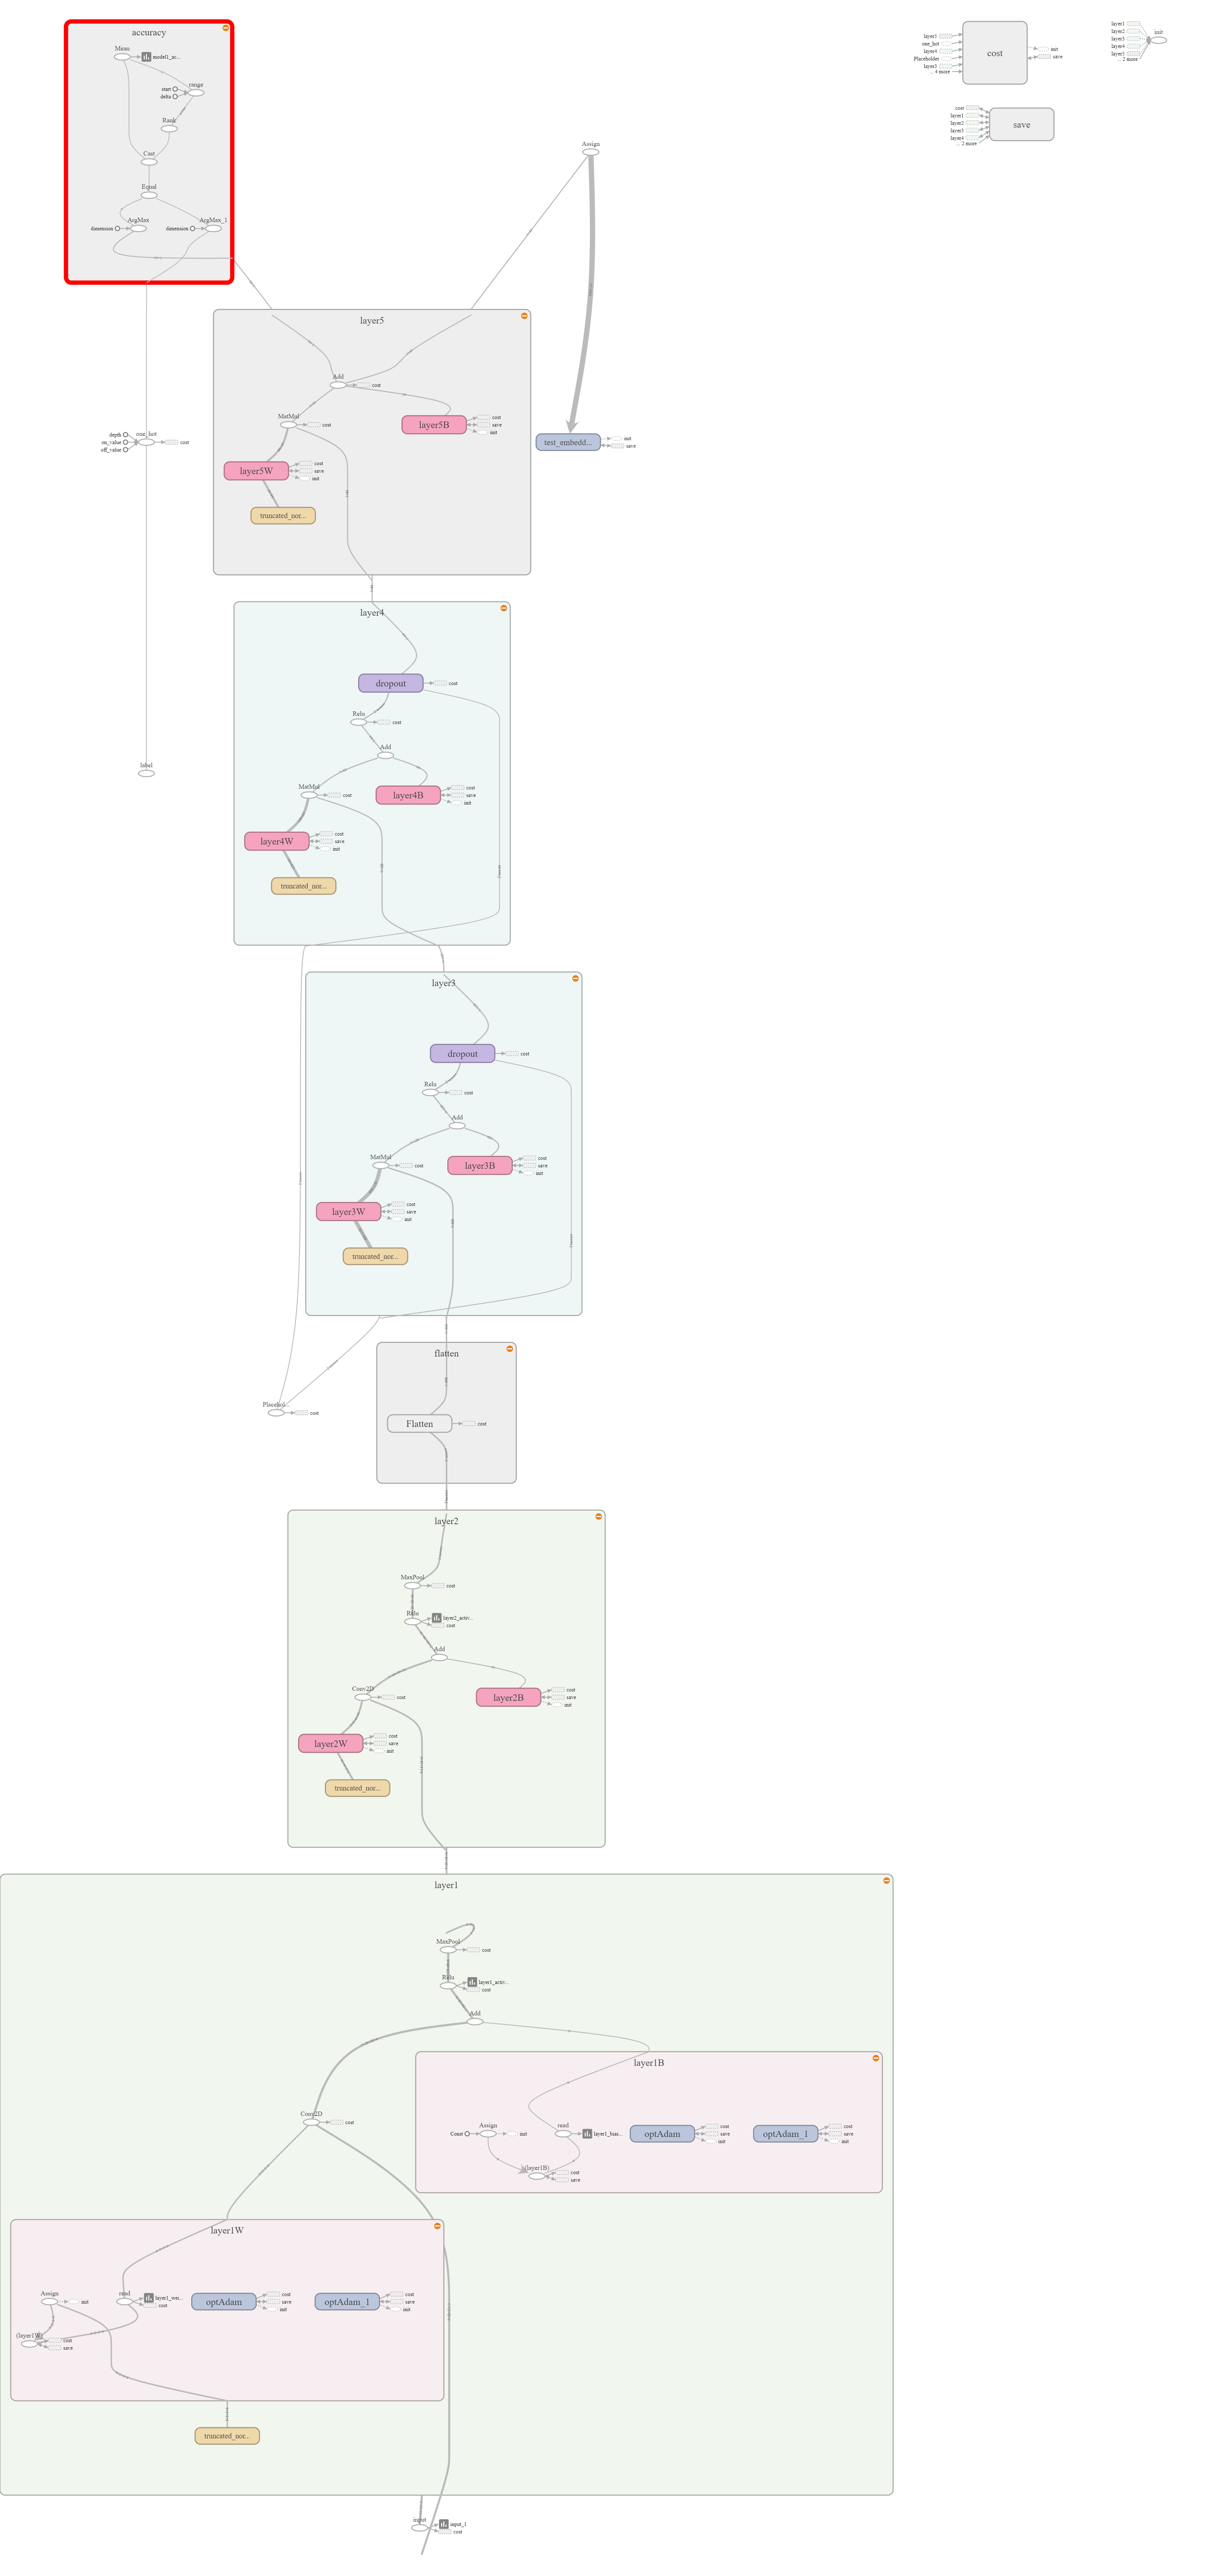 accuracy
Mean
model1_ac...
range
start
delta
Rank
Cast
Equal
ArgMax
ArgMax_1
dimension
dimension
cost
layer5
one_hot
layer4
Placeholder
layer3
... 4 more
init
save
layer1
layer2
layer3
layer4
layer5
... 2 more
init
save
cost
layer1
layer2
layer3
layer4
... 2 more
Assign
layer5
Add
cost
MatMul
cost
layer5B
cost
save
init
layer5W
cost
save
init
truncated_nor...
test_embedd...
init
save
depth
one_hot
on_value
cost
off_value
label
layer4
dropout
cost
Relu
cost
Add
MatMul
cost
layer4B
cost
save
init
layer4W
cost
save
init
truncated_nor...
layer3
dropout
cost
Relu
cost
Add
MatMul
cost
layer3B
cost
save
init
layer3W
cost
save
init
truncated_nor...
flatten
Flatten
cost
Placehol...
cost
layer2
MaxPool
cost
Relu
layer2_activ...
cost
Add
Conv2D
cost
layer2B
cost
save
init
layer2W
cost
save
init
truncated_nor...
layer1
MaxPool
cost
Relu
layer1_activ...
cost
Add
Conv2D
cost
layer1B
Assign
Const
init
read
layer1_bias...
(layer1B)
cost
save
optAdam
cost
save
init
optAdam_1
cost
save
init
layer1W
Assign
init
read
layer1_wei...
cost
(layer1W)
cost
save
optAdam
cost
save
init
optAdam_1
cost
save
init
truncated_nor...
input
input_1
cost